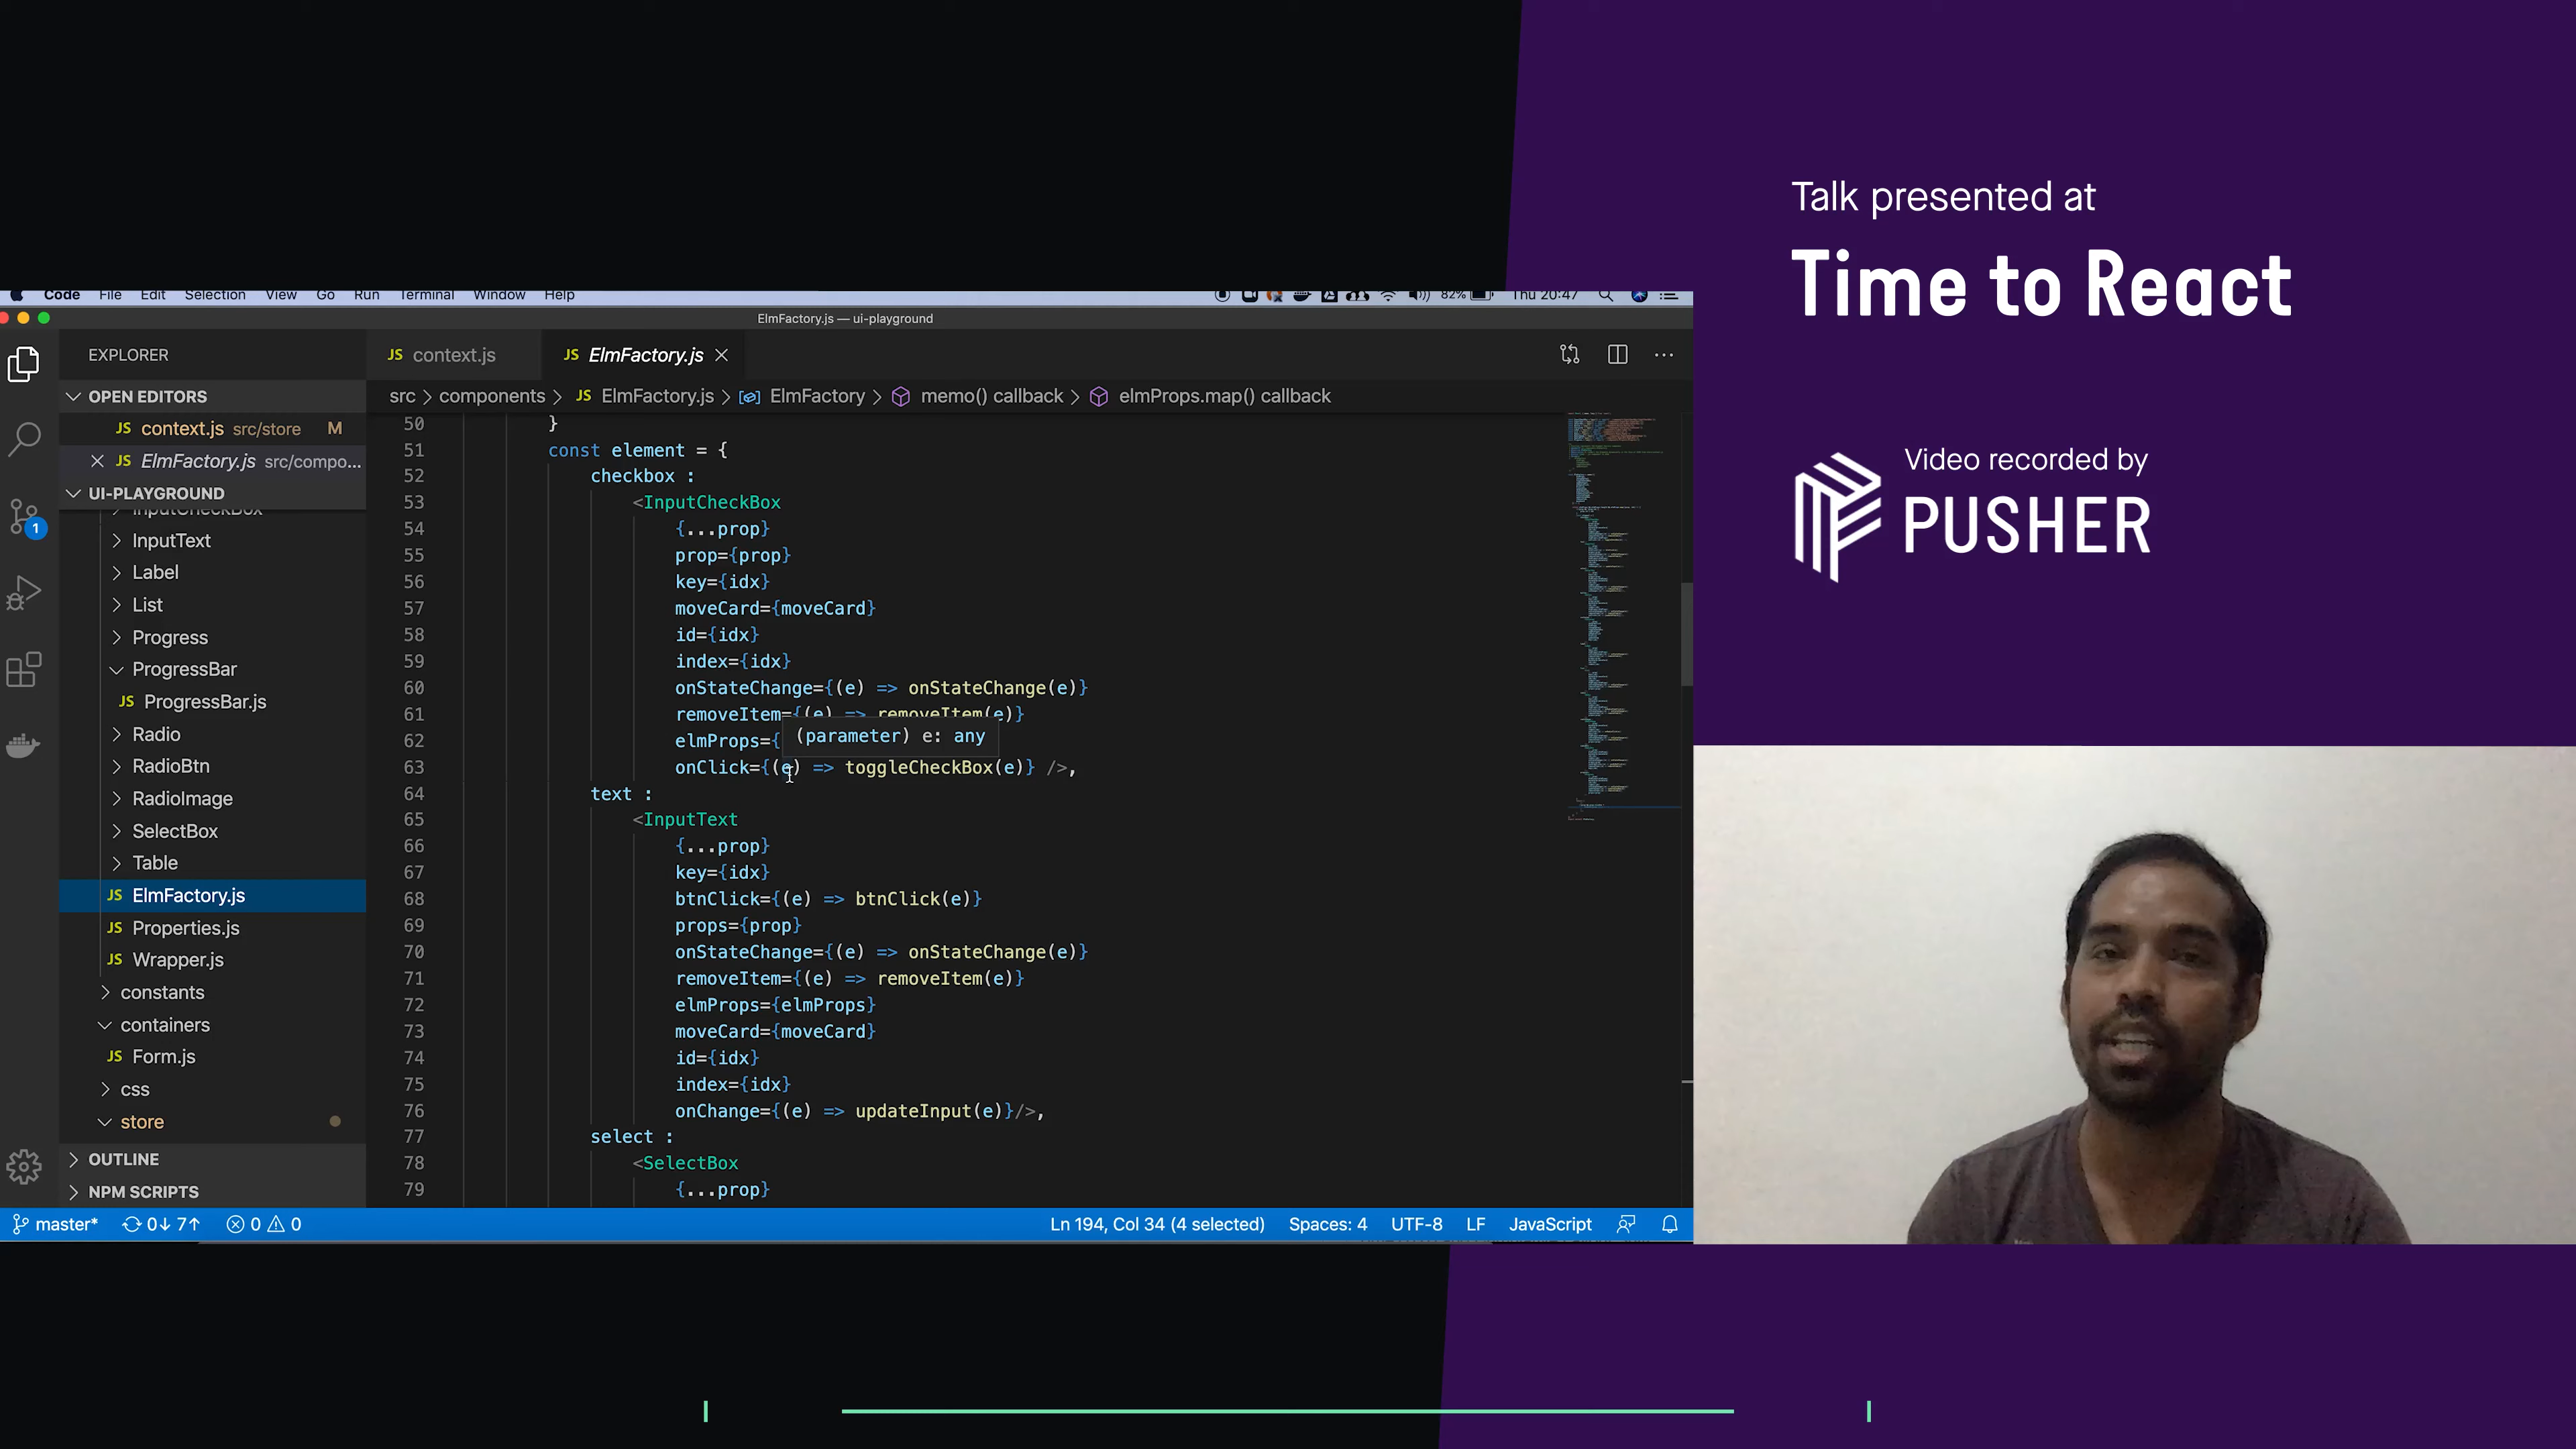 Talk presented at
Time to React
Video recorded by
PUSHER
Code File Edit Selection View Go Run Terminal Window Help
82% Thu 20:47
ElmFactory.js — ui-playground
EXPLORER
OPEN EDITORS
JS context.js src/store M
JS ElmFactory.js src/compo...
UI-PLAYGROUND
InputCheckBox
InputText
Label
List
Progress
ProgressBar
JS ProgressBar.js
Radio
RadioBtn
RadioImage
SelectBox
Table
JS ElmFactory.js
JS Properties.js
JS Wrapper.js
constants
containers
JS Form.js
css
store
OUTLINE
NPM SCRIPTS
1
JS context.js JS ElmFactory.js
src > components > JS ElmFactory.js > ElmFactory > memo() callback > elmProps.map() callback
50 }
51 const element = {
52 checkbox :
53 <InputCheckBox
54 {...prop}
55 prop={prop}
56 key={idx}
57 moveCard={moveCard}
58 id={idx}
59 index={idx}
60 onStateChange={(e) => onStateChange(e)}
61 removeItem={(e) => removeItem(e)}
62 elmProps={
(parameter) e: any
63 onClick={(e) => toggleCheckBox(e)} />,
64 text :
65 <InputText
66 {...prop}
67 key={idx}
68 btnClick={(e) => btnClick(e)}
69 props={prop}
70 onStateChange={(e) => onStateChange(e)}
71 removeItem={(e) => removeItem(e)}
72 elmProps={elmProps}
73 moveCard={moveCard}
74 id={idx}
75 index={idx}
76 onChange={(e) => updateInput(e)}/>,
77 select :
78 <SelectBox
79 {...prop}
master* 0↓ 7↑ 0 0 Ln 194, Col 34 (4 selected) Spaces: 4 UTF-8 LF JavaScript